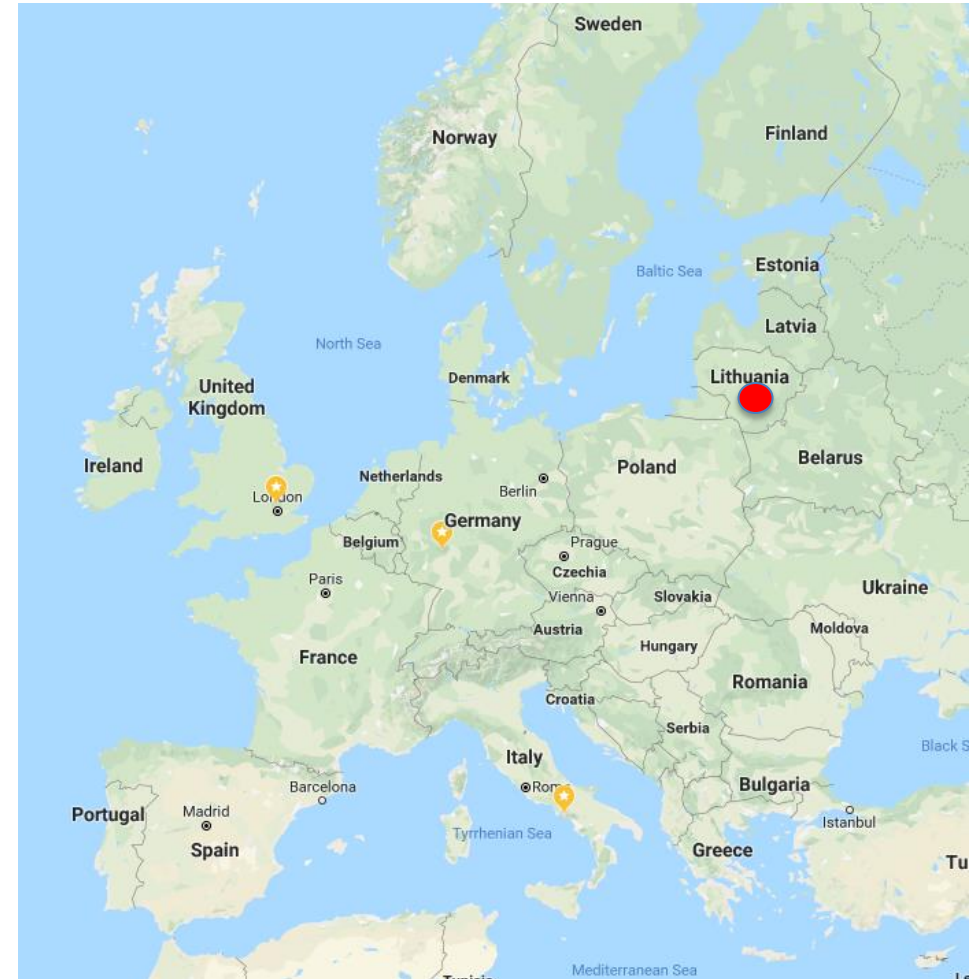 Sweden
Norway
Finland
Estonia
Baltic Sea
Latvia
North Sea
Lithuania
Denmark
United
Kingdom
Ireland
Netherlands
Poland
Belarus
Berlin
London
Germany
Belgium
Prague
Czechia
Paris
Ukraine
Vienna
Slovakia
Austria
Moldova
Hungary
France
Romania
Croatia
Serbia
Italy
Black S
Barcelona
Rome
Bulgaria
Portugal
Madrid
Istanbul
Tyrrhenian Sea
Spain
Greece
Tu
Mediterranean Sea